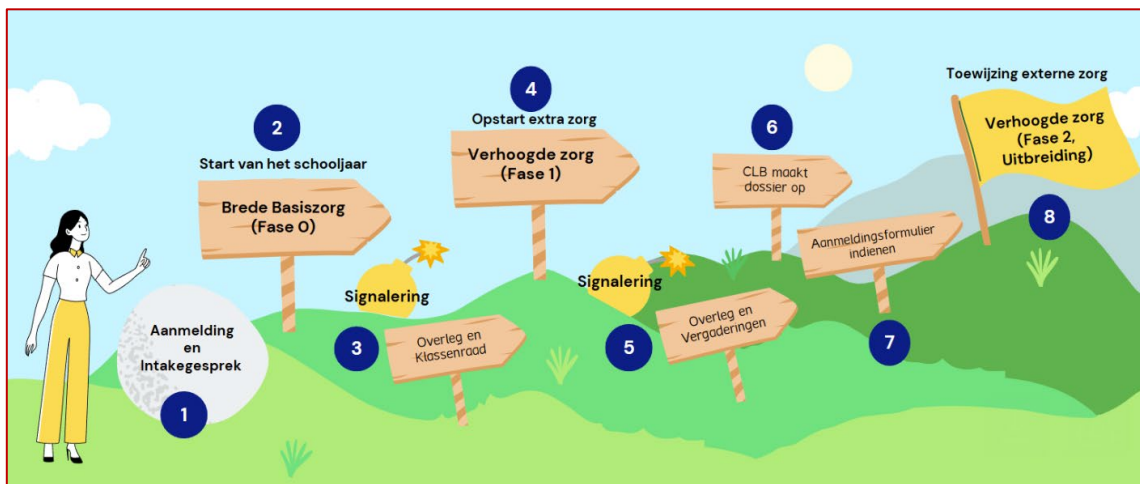 1
Aanmelding
en
Intakegesprek
2
Start van het schooljaar
Brede Basiszorg
(Fase 0)
3
Signalering
Overleg en
Klassenraad
4
Opstart extra zorg
Verhoogde zorg
(Fase 1)
5
Signalering
Overleg en
Vergaderingen
6
CLB maakt
dossier op
7
Aanmeldingsformulier
indienen
8
Toewijzing externe zorg
Verhoogde zorg
(Fase 2,
Uitbreiding)